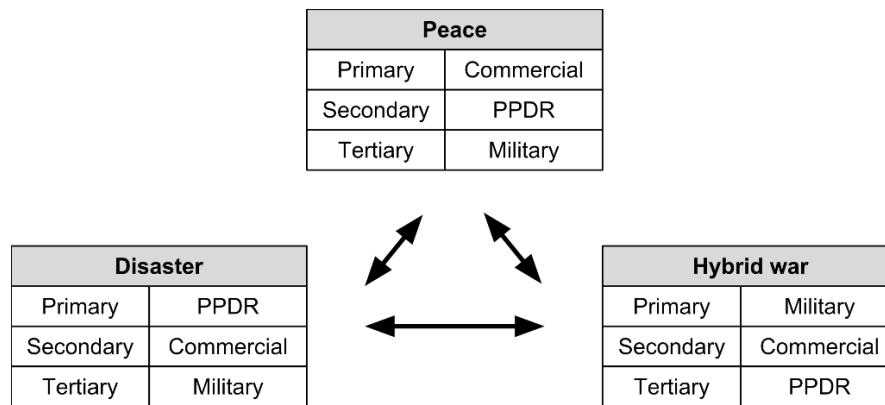 Peace
Primary Commercial
Secondary PPDR
Tertiary Military
Disaster
Primary PPDR
Secondary Commercial
Tertiary Military
Hybrid war
Primary Military
Secondary Commercial
Tertiary PPDR